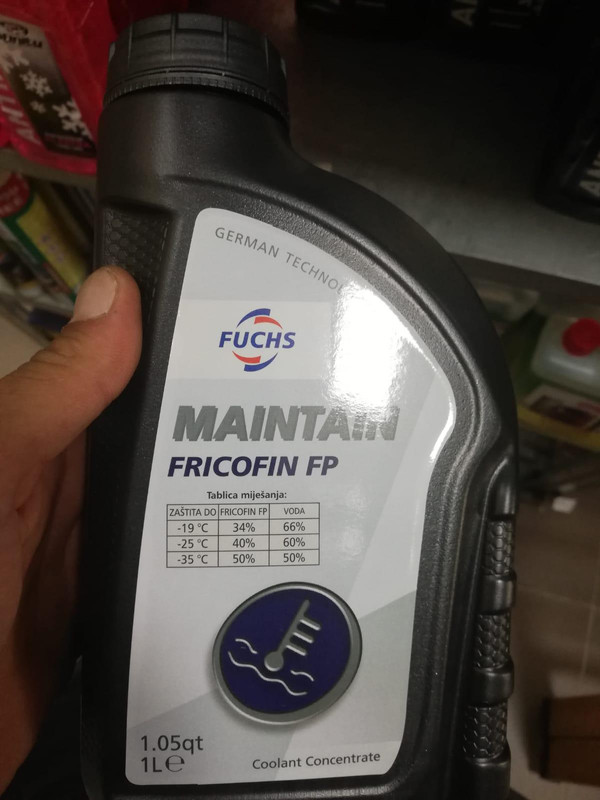 GERMAN
FUCHS
MAINTAIN
FRICOFIN FP
Tablica miješanja:
ZAŠTITA DO FRICOFIN FP VODA
-19 °C 34% 66%
-25 °C 40% 60%
-35 °C 50% 50%
1.05qt
1L℮
Coolant Concentrate